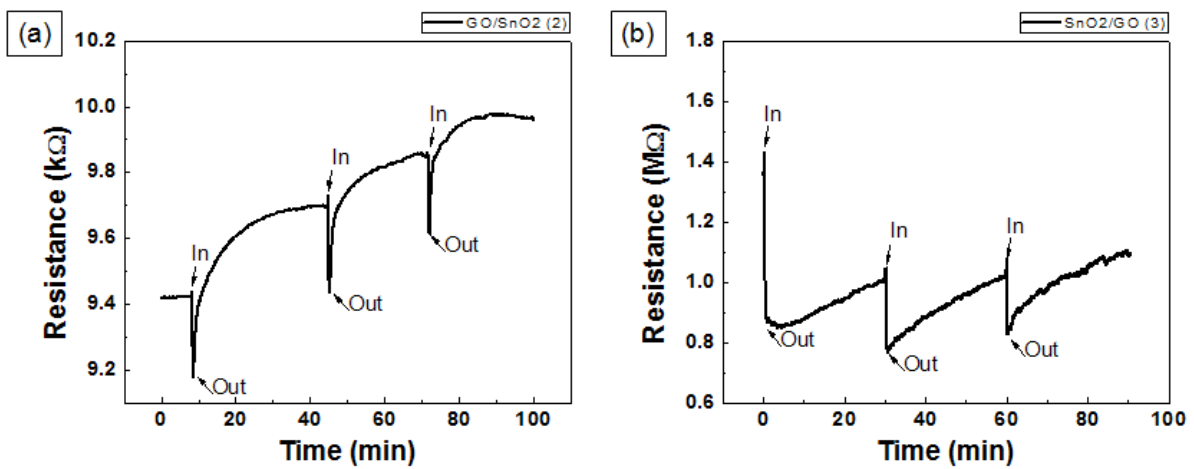 (a)
GO/SnO2 (2)
10.2
10.0
9.8
9.6
9.4
9.2
Resistance (kΩ)
In
Out
In
Out
In
Out
0 20 40 60 80 100
Time (min)
(b)
SnO2/GO (3)
1.8
1.6
1.4
1.2
1.0
0.8
0.6
Resistance (MΩ)
In
Out
In
Out
In
Out
0 20 40 60 80 100
Time (min)